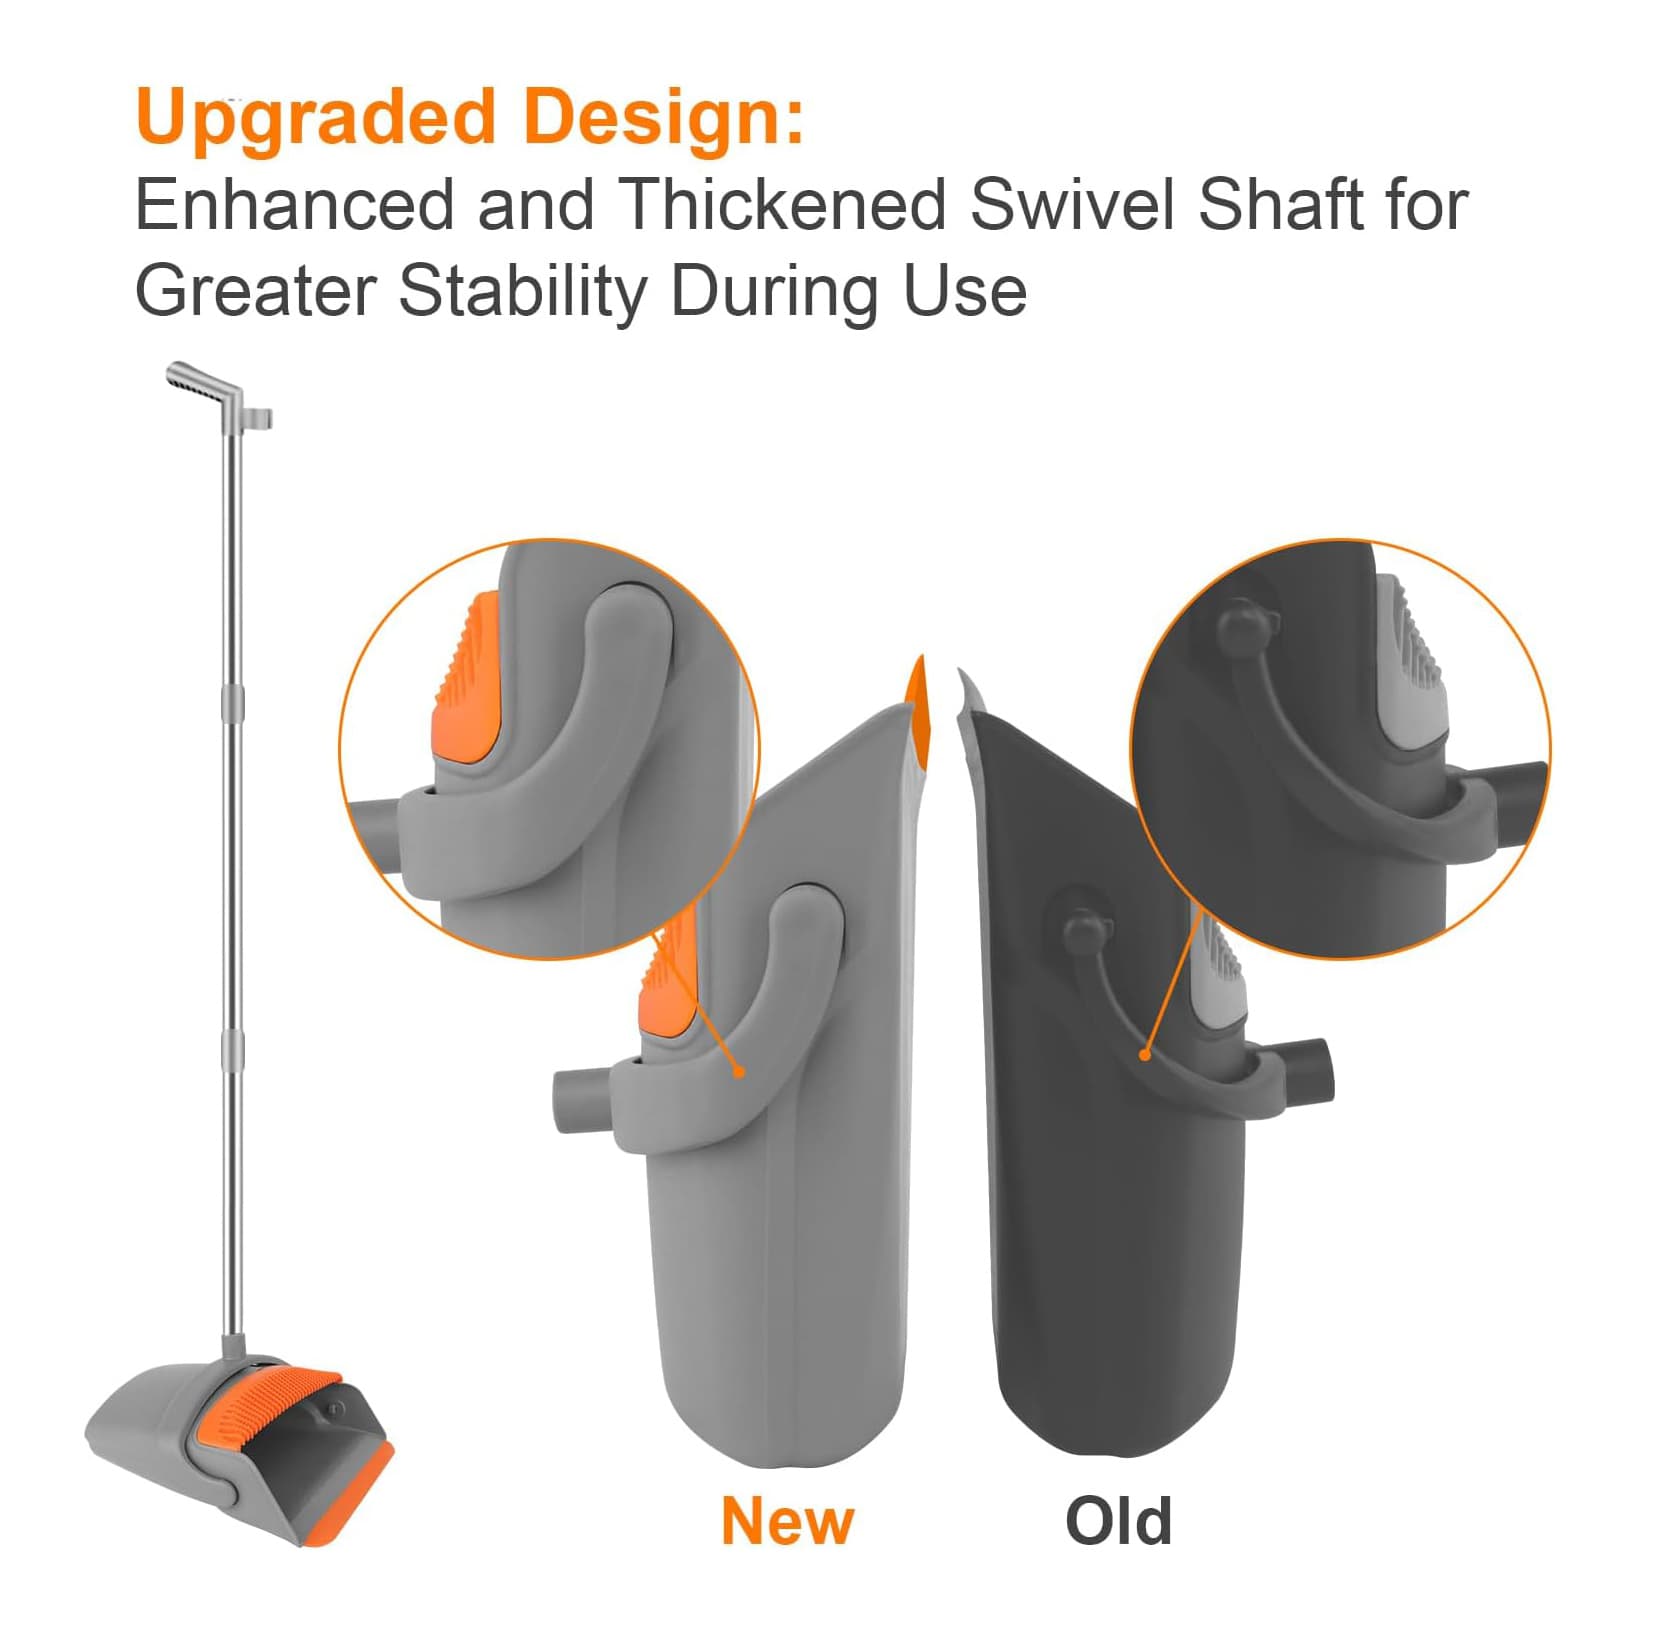 Upgraded Design:
Enhanced and Thickened Swivel Shaft for
Greater Stability During Use
New
Old